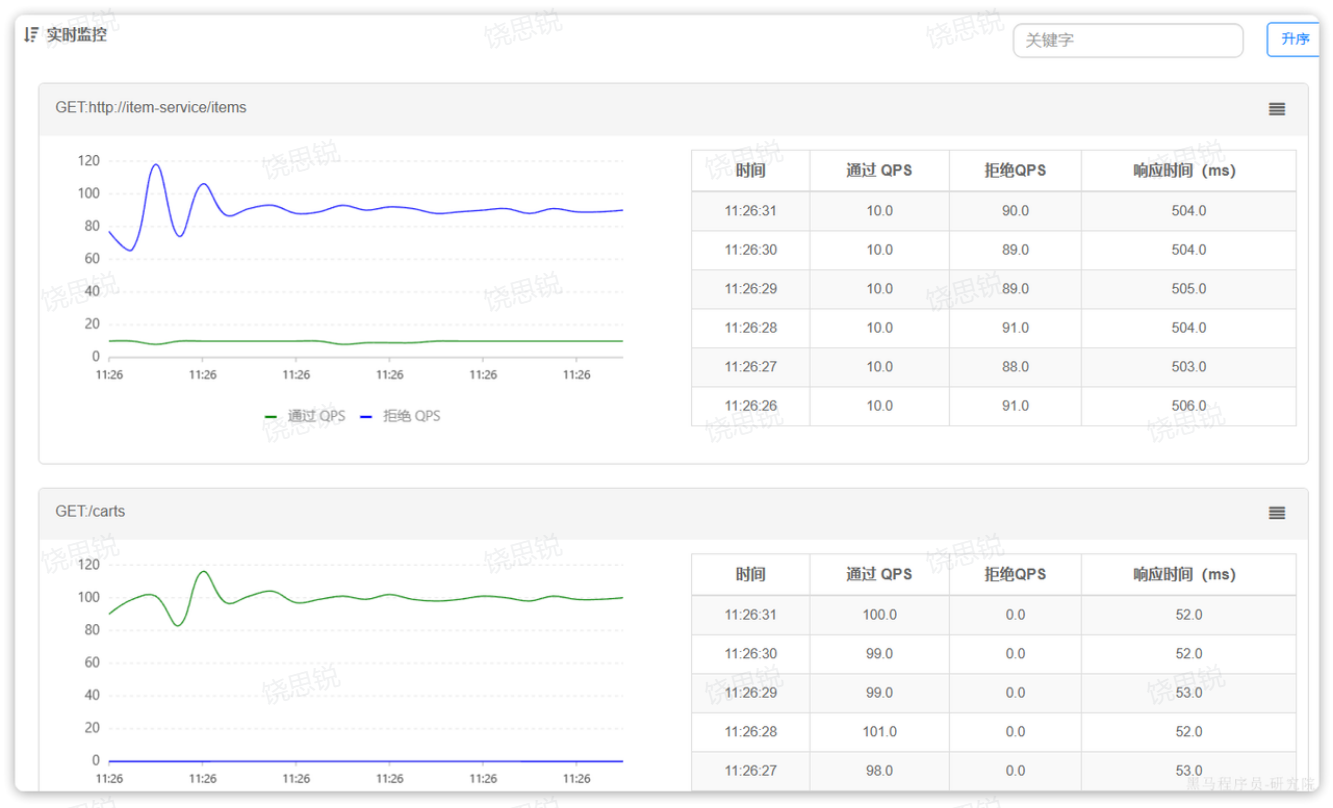 实时监控
关键字
升序
GET:http://item-service/items
120
100
80
60
40
20
0
11:26 11:26 11:26 11:26 11:26 11:26
通过 QPS 拒绝 QPS
时间 通过 QPS 拒绝QPS 响应时间（ms）
11:26:31 10.0 90.0 504.0
11:26:30 10.0 89.0 504.0
11:26:29 10.0 89.0 505.0
11:26:28 10.0 91.0 504.0
11:26:27 10.0 88.0 503.0
11:26:26 10.0 91.0 506.0
GET:/carts
120
100
80
60
40
20
0
11:26 11:26 11:26 11:26 11:26 11:26
时间 通过 QPS 拒绝QPS 响应时间（ms）
11:26:31 100.0 0.0 52.0
11:26:30 99.0 0.0 52.0
11:26:29 99.0 0.0 53.0
11:26:28 101.0 0.0 52.0
11:26:27 98.0 0.0 53.0
黑马程序员-研究院
饶思锐